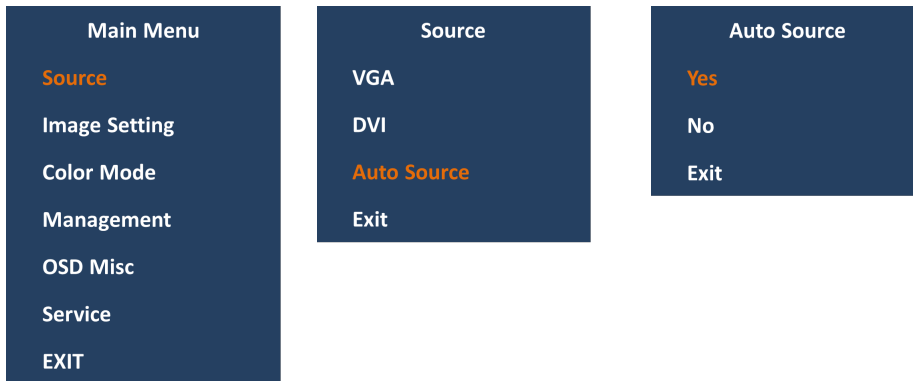 Main Menu
Source
Image Setting
Color Mode
Management
OSD Misc
Service
EXIT
Source
VGA
DVI
Auto Source
Exit
Auto Source
Yes
No
Exit